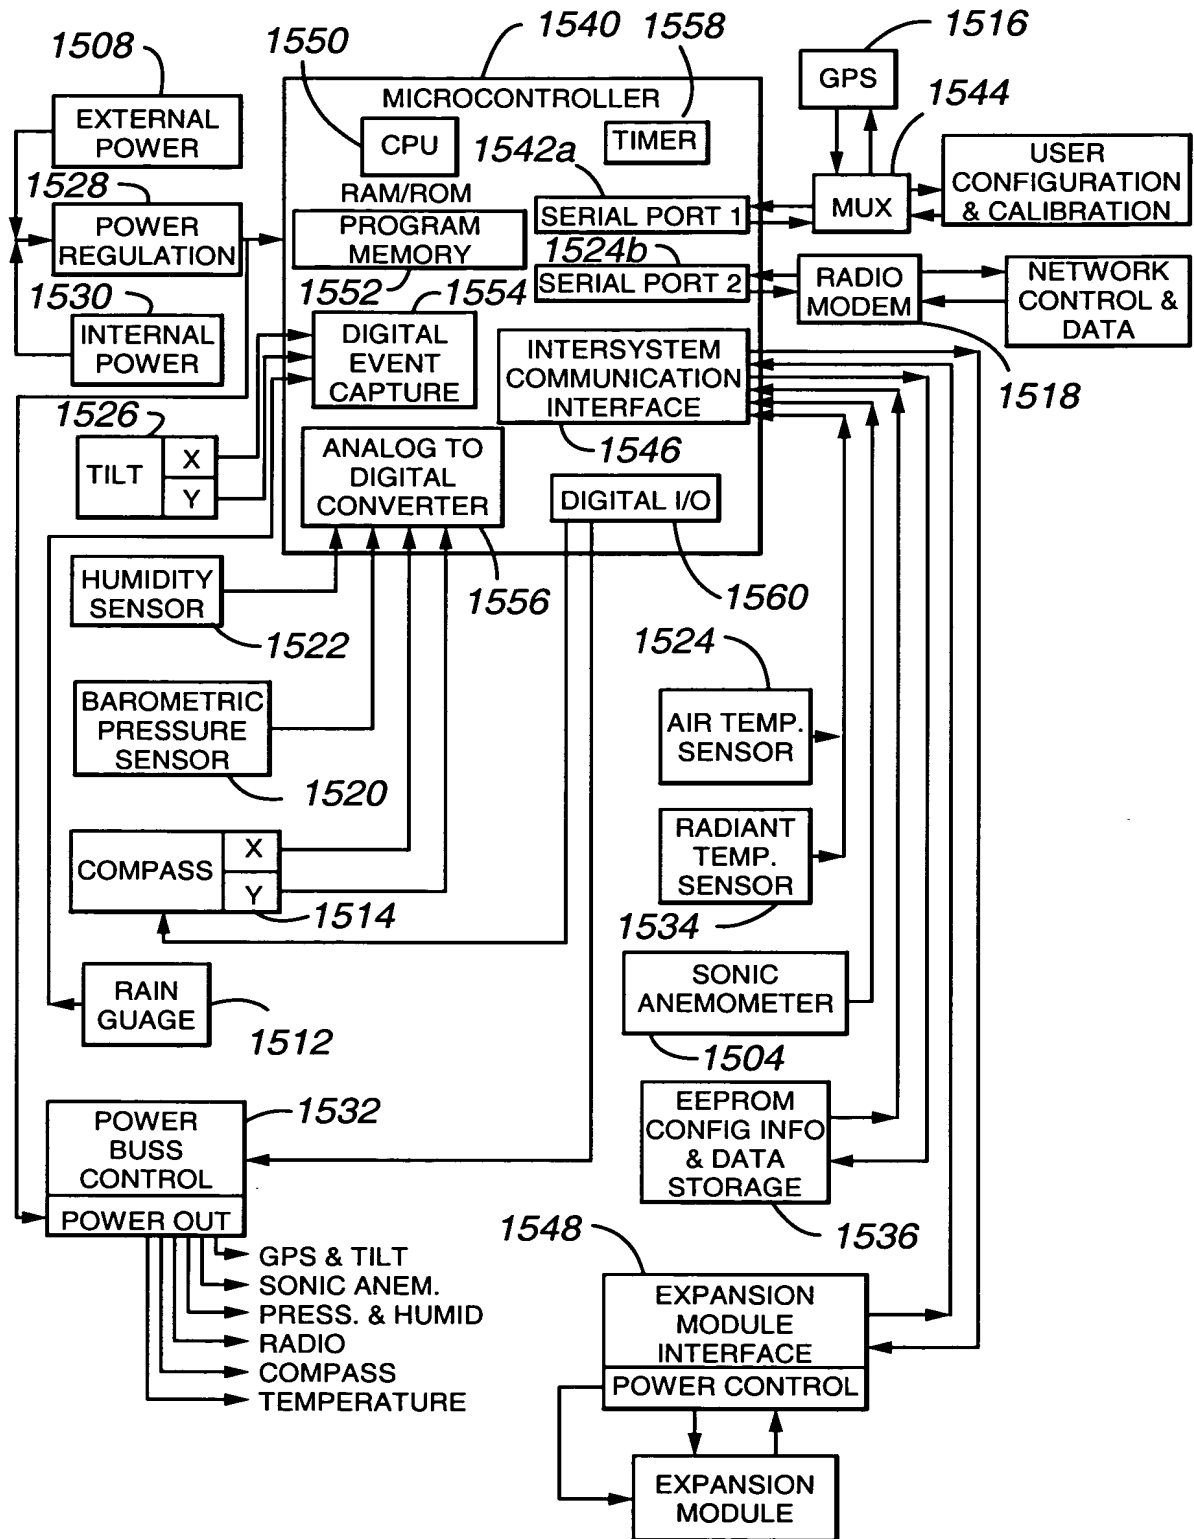 1508
EXTERNAL
POWER
1528
POWER
REGULATION
1530
INTERNAL
POWER
1526
TILT
X
Y
1540
MICROCONTROLLER
1550
CPU
1558
TIMER
RAM/ROM
PROGRAM
MEMORY
1552
1554
DIGITAL
EVENT
CAPTURE
ANALOG TO
DIGITAL
CONVERTER
1556
1542a
SERIAL PORT 1
1524b
SERIAL PORT 2
INTERSYSTEM
COMMUNICATION
INTERFACE
1546
DIGITAL I/O
1560
1516
GPS
1544
MUX
USER
CONFIGURATION
& CALIBRATION
RADIO
MODEM
1518
NETWORK
CONTROL &
DATA
HUMIDITY
SENSOR
1522
BAROMETRIC
PRESSURE
SENSOR
1520
COMPASS
X
Y
1514
RAIN
GUAGE
1512
1524
AIR TEMP.
SENSOR
RADIANT
TEMP.
SENSOR
1534
SONIC
ANEMOMETER
1504
EEPROM
CONFIG INFO
& DATA
STORAGE
1536
1532
POWER
BUSS
CONTROL
POWER OUT
GPS & TILT
SONIC ANEM.
PRESS. & HUMID
RADIO
COMPASS
TEMPERATURE
1548
EXPANSION
MODULE
INTERFACE
POWER CONTROL
EXPANSION
MODULE